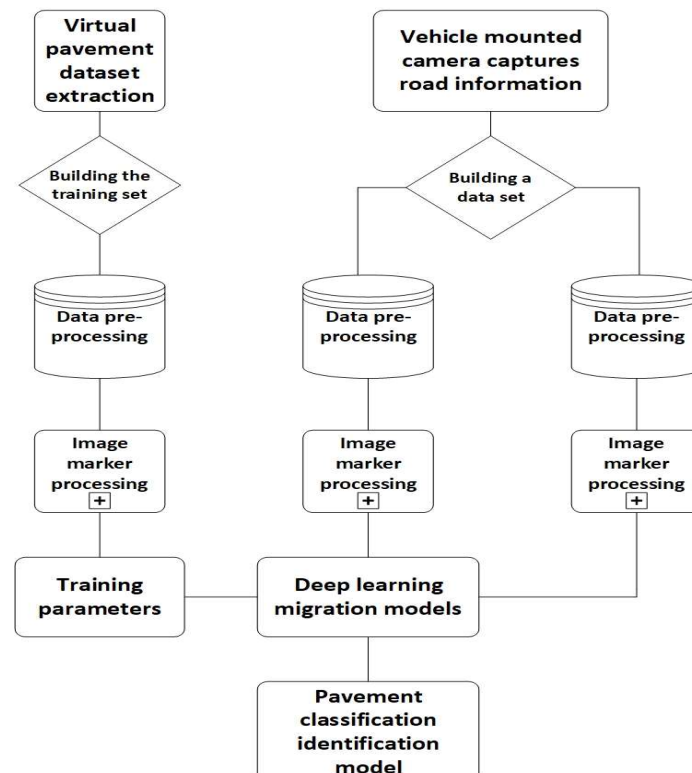 Virtual
pavement
dataset
extraction
Vehicle mounted
camera captures
road information
Building the
training set
Building a
data set
Data pre-
processing
Data pre-
processing
Data pre-
processing
Image
marker
processing
+
Image
marker
processing
+
Image
marker
processing
+
Training
parameters
Deep learning
migration models
Pavement
classification
identification
model